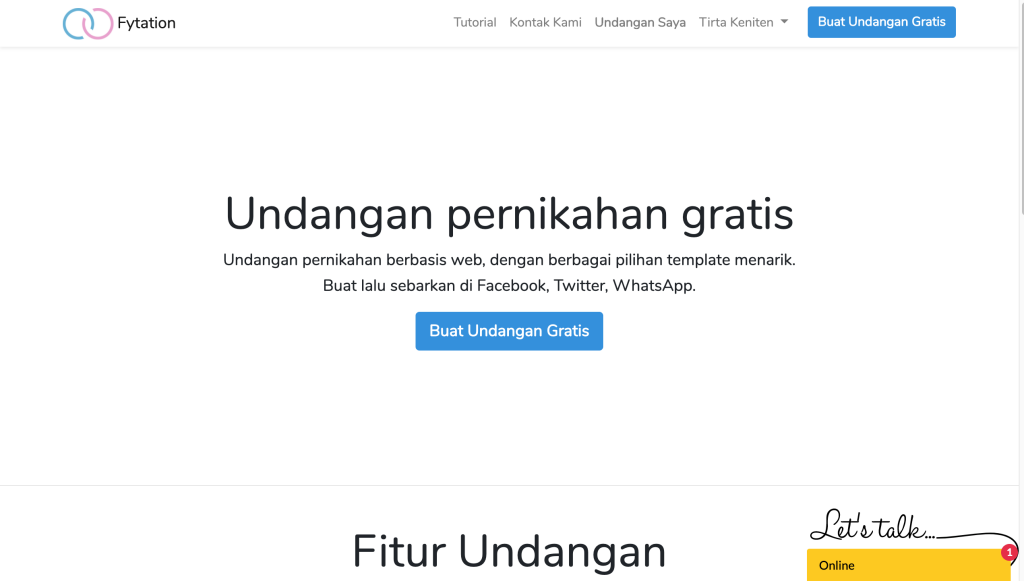 Fytation
Tutorial Kontak Kami Undangan Saya Tirta Keniten Buat Undangan Gratis
Undangan pernikahan gratis
Undangan pernikahan berbasis web, dengan berbagai pilihan template menarik.
Buat lalu sebarkan di Facebook, Twitter, WhatsApp.
Buat Undangan Gratis
Fitur Undangan
Let's talk...
1
Online